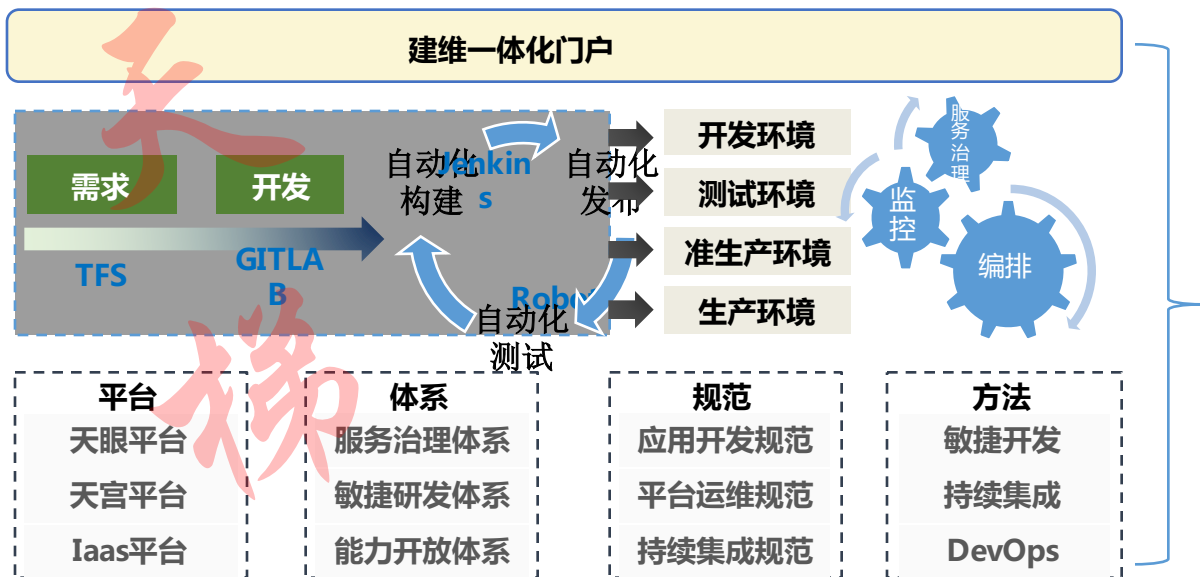 建维一体化门户
需求
开发
TFS
GITLA
B
自动化
构建
Jenkin
s
自动化
发布
Robot
自动化
测试
开发环境
测试环境
准生产环境
生产环境
服务治理
监控
编排
天梯
平台
天眼平台
天宫平台
Iaas平台
体系
服务治理体系
敏捷研发体系
能力开放体系
规范
应用开发规范
平台运维规范
持续集成规范
方法
敏捷开发
持续集成
DevOps